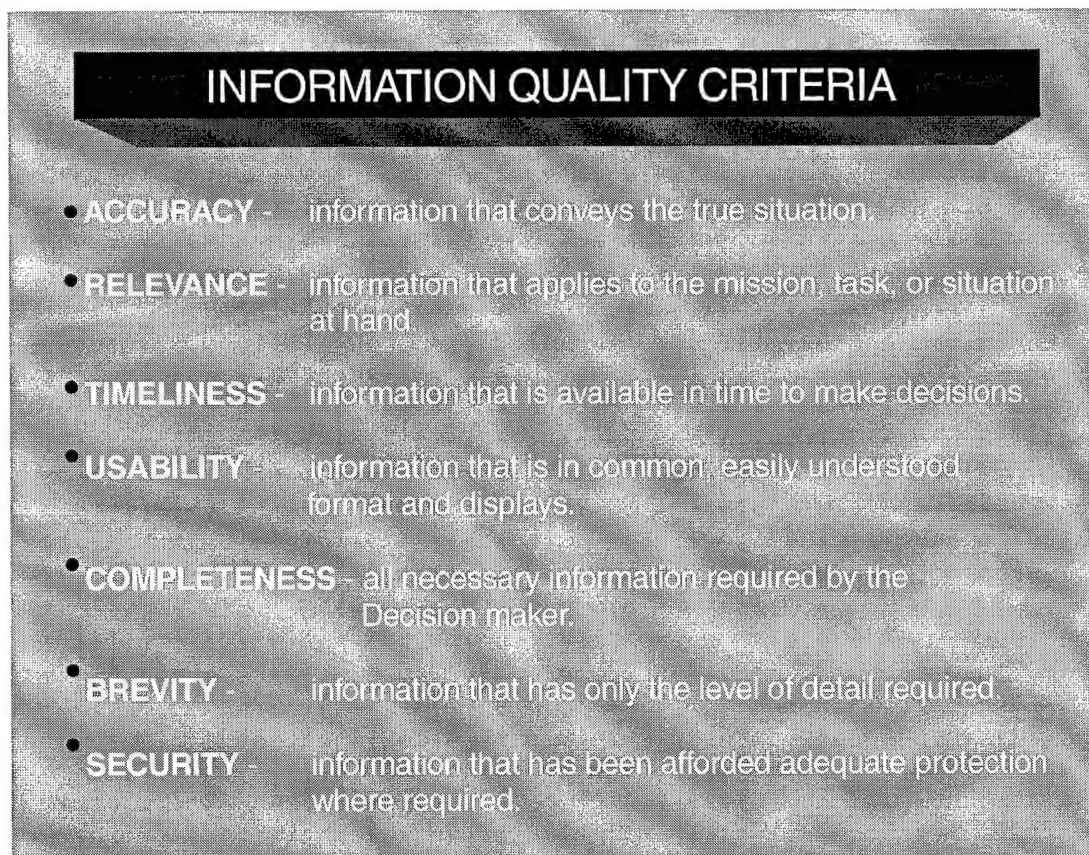 INFORMATION QUALITY CRITERIA
• ACCURACY - information that conveys the true situation.
• RELEVANCE - information that applies to the mission, task, or situation
at hand.
• TIMELINESS - information that is available in time to make decisions.
• USABILITY - information that is in common, easily understood
format and displays.
• COMPLETENESS - all necessary information required by the
Decision maker.
• BREVITY - information that has only the level of detail required.
• SECURITY - information that has been afforded adequate protection
where required.